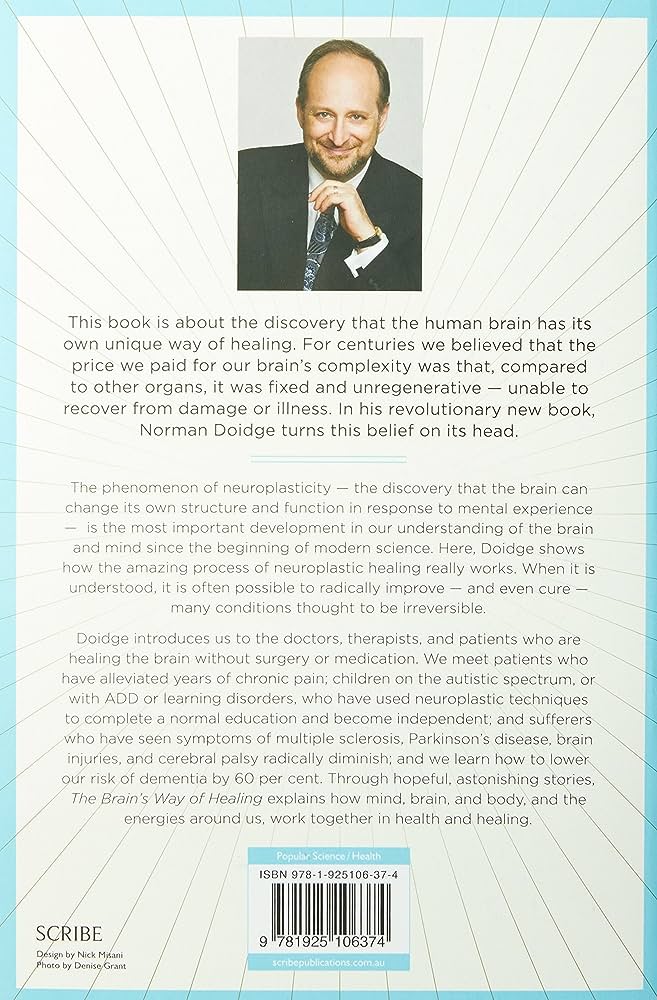 This book is about the discovery that the human brain has its
own unique way of healing. For centuries we believed that the
price we paid for our brain's complexity was that, compared
to other organs, it was fixed and unregenerative — unable to
recover from damage or illness. In his revolutionary new book,
Norman Doidge turns this belief on its head.
The phenomenon of neuroplasticity — the discovery that the brain can
change its own structure and function in response to mental experience
— is the most important development in our understanding of the brain
and mind since the beginning of modern science. Here, Doidge shows
how the amazing process of neuroplastic healing really works. When it is
understood, it is often possible to radically improve — and even cure —
many conditions thought to be irreversible.
Doidge introduces us to the doctors, therapists, and patients who are
healing the brain without surgery or medication. We meet patients who
have alleviated years of chronic pain; children on the autistic spectrum, or
with ADD or learning disorders, who have used neuroplastic techniques
to complete a normal education and become independent; and sufferers
who have seen symptoms of multiple sclerosis, Parkinson's disease, brain
injuries, and cerebral palsy radically diminish; and we learn how to lower
our risk of dementia by 60 per cent. Through hopeful, astonishing stories,
The Brain's Way of Healing explains how mind, brain, and body, and the
energies around us, work together in health and healing.
Popular Science / Health
ISBN 978-1-925106-37-4
9 781925 106374
scribepublications.com.au
SCRIBE
Design by Nick Misani
Photo by Denise Grant